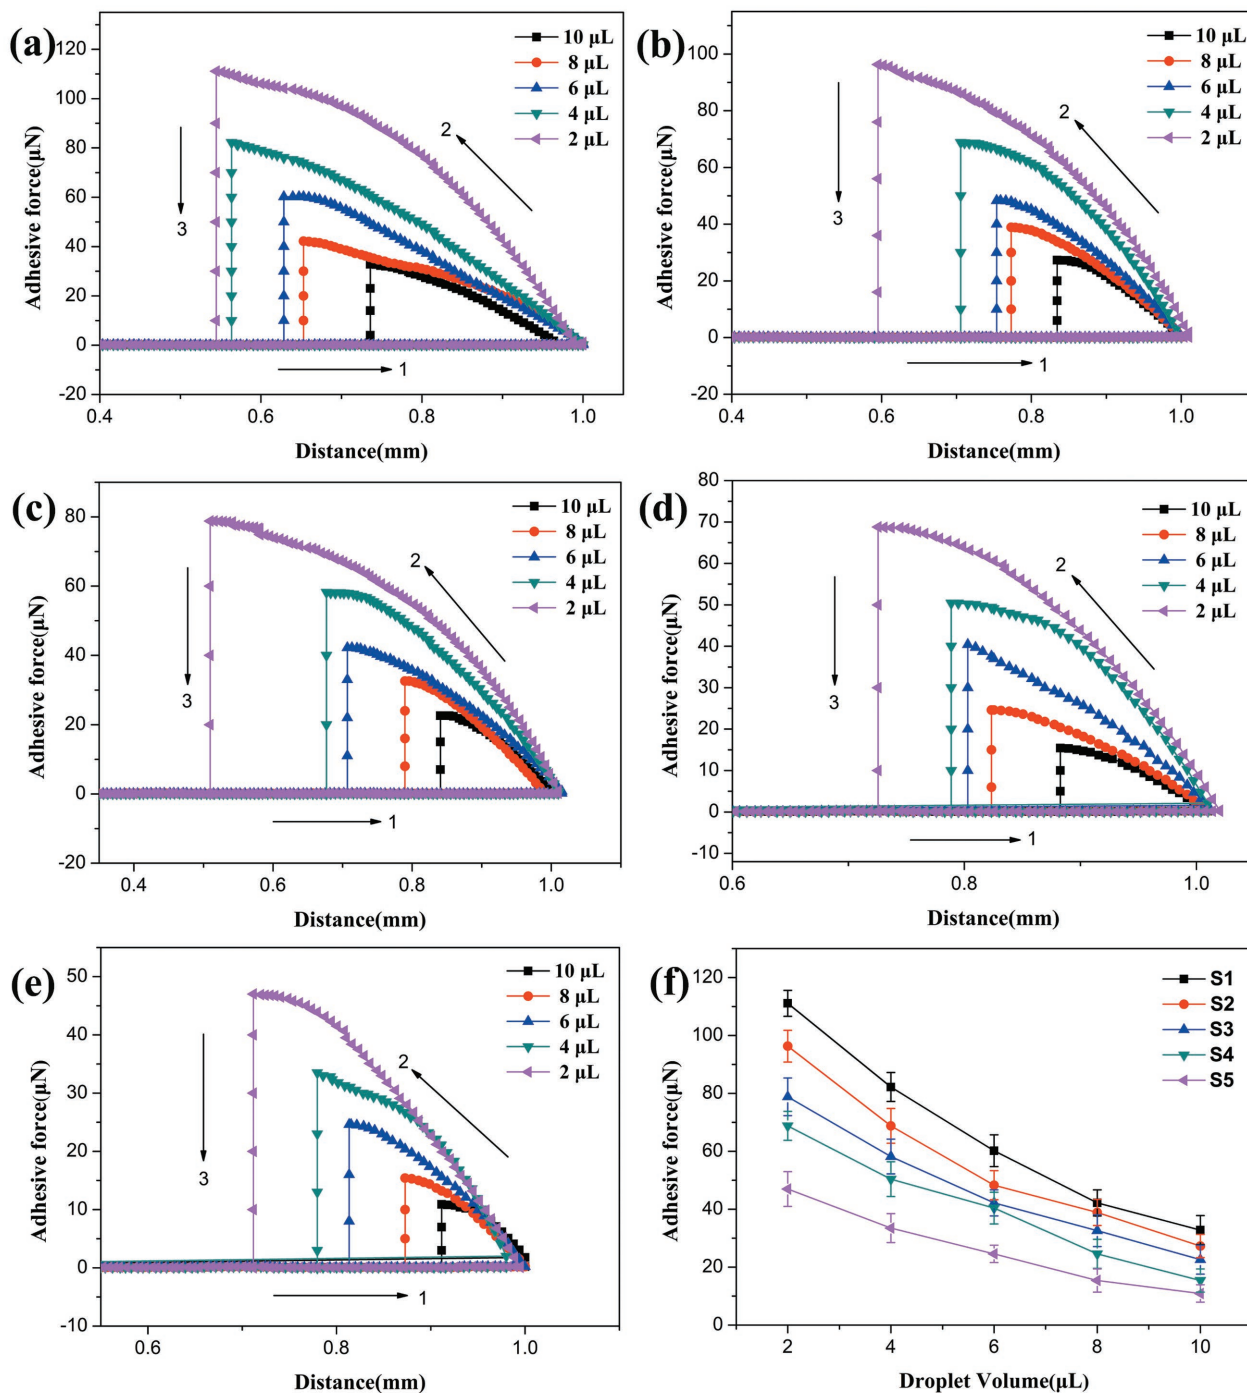 (a)
120
100
80
60
40
20
0
-20
Adhesive force(μN)
0.4 0.6 0.8 1.0
Distance(mm)
10 μL
8 μL
6 μL
4 μL
2 μL
1
2
3
(b)
100
80
60
40
20
0
-20
Adhesive force(μN)
0.4 0.6 0.8 1.0
Distance(mm)
10 μL
8 μL
6 μL
4 μL
2 μL
1
2
3
(c)
80
60
40
20
0
-20
Adhesive force(μN)
0.4 0.6 0.8 1.0
Distance(mm)
10 μL
8 μL
6 μL
4 μL
2 μL
1
2
3
(d)
80
70
60
50
40
30
20
10
0
-10
Adhesive force(μN)
0.6 0.8 1.0
Distance(mm)
10 μL
8 μL
6 μL
4 μL
2 μL
1
2
3
(e)
50
40
30
20
10
0
-10
Adhesive force(μN)
0.6 0.8 1.0
Distance(mm)
10 μL
8 μL
6 μL
4 μL
2 μL
1
2
3
(f)
120
100
80
60
40
20
0
Adhesive force(μN)
2 4 6 8 10
Droplet Volume(μL)
S1
S2
S3
S4
S5